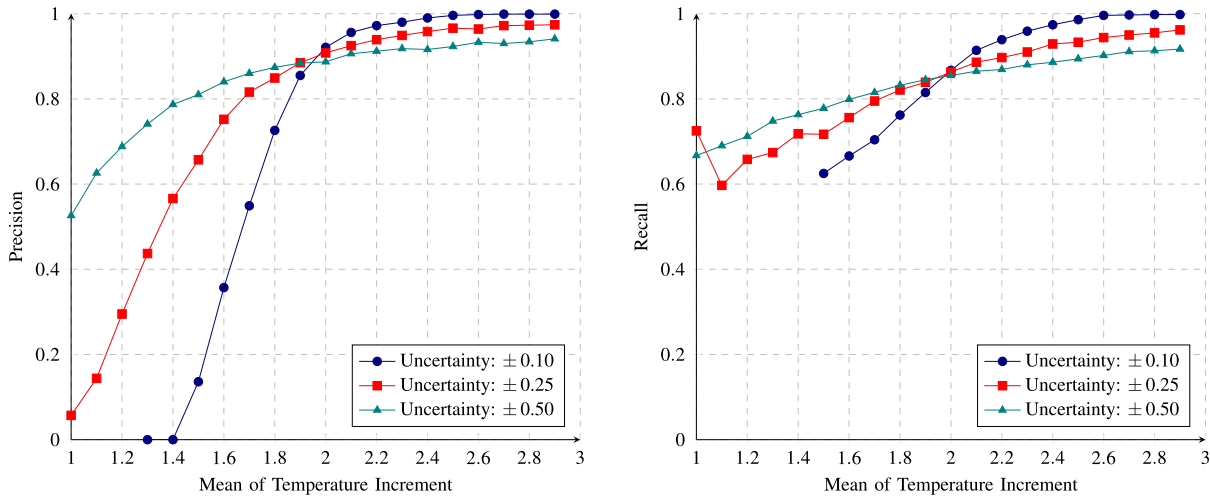 1
0.8
0.6
0.4
0.2
0
Precision
1 1.2 1.4 1.6 1.8 2 2.2 2.4 2.6 2.8 3
Mean of Temperature Increment
Uncertainty: ± 0.10
Uncertainty: ± 0.25
Uncertainty: ± 0.50
1
0.8
0.6
0.4
0.2
0
Recall
1 1.2 1.4 1.6 1.8 2 2.2 2.4 2.6 2.8 3
Mean of Temperature Increment
Uncertainty: ± 0.10
Uncertainty: ± 0.25
Uncertainty: ± 0.50